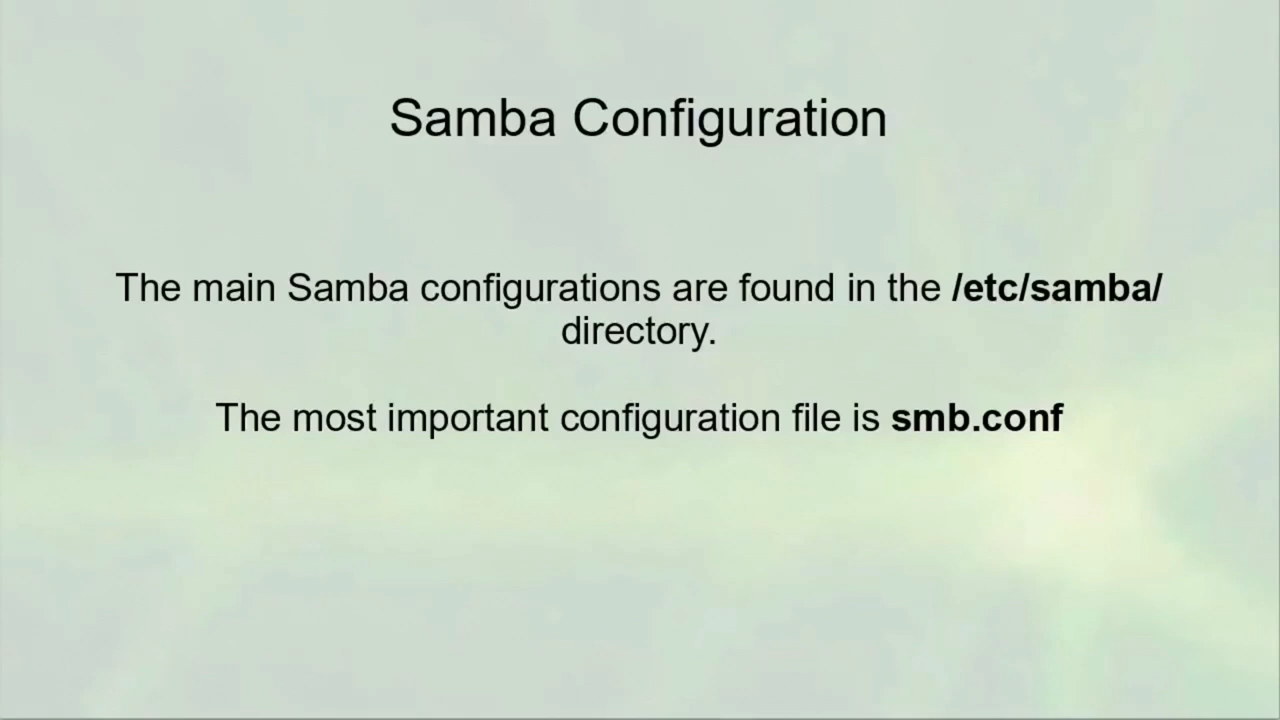 Samba Configuration
The main Samba configurations are found in the /etc/samba/
directory.
The most important configuration file is smb.conf